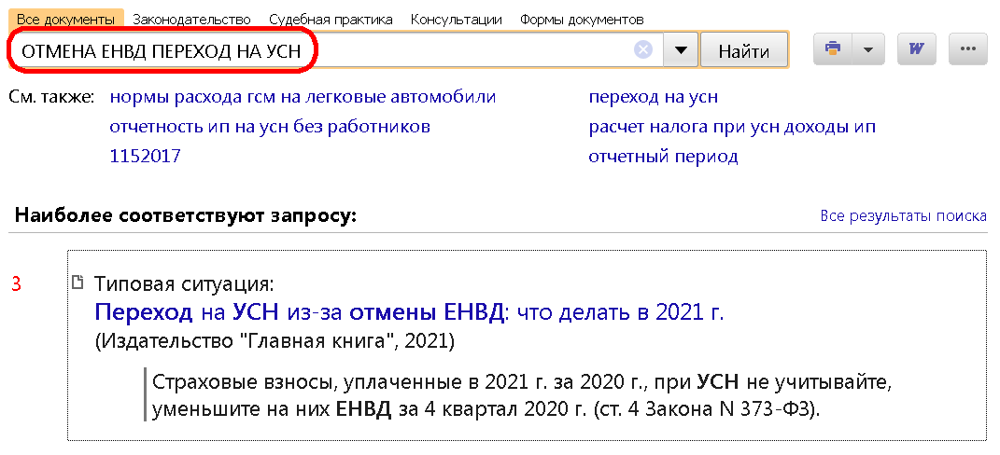 Все документы Законодательство Судебная практика Консультации Формы документов
ОТМЕНА ЕНВД ПЕРЕХОД НА УСН Найти W ...
См. также: нормы расхода гсм на легковые автомобили переход на усн
отчетность ип на усн без работников расчет налога при усн доходы ип
1152017 отчетный период
Наиболее соответствуют запросу: Все результаты поиска
3 Типовая ситуация:
Переход на УСН из-за отмены ЕНВД: что делать в 2021 г.
(Издательство "Главная книга", 2021)
Страховые взносы, уплаченные в 2021 г. за 2020 г., при УСН не учитывайте,
уменьшите на них ЕНВД за 4 квартал 2020 г. (ст. 4 Закона N 373-ФЗ).